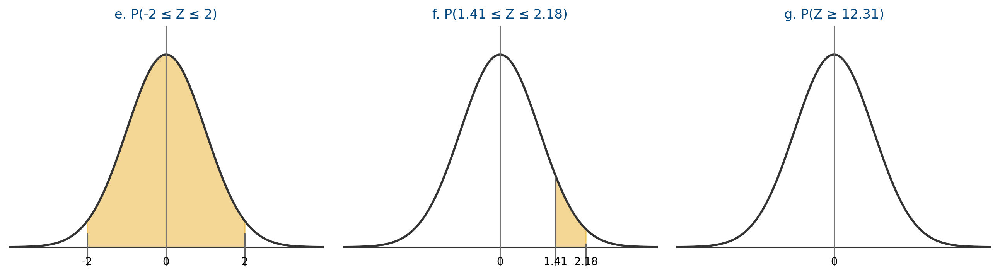 e. P(-2 ≤ Z ≤ 2)
-2 0 2
f. P(1.41 ≤ Z ≤ 2.18)
0 1.41 2.18
g. P(Z ≥ 12.31)
0